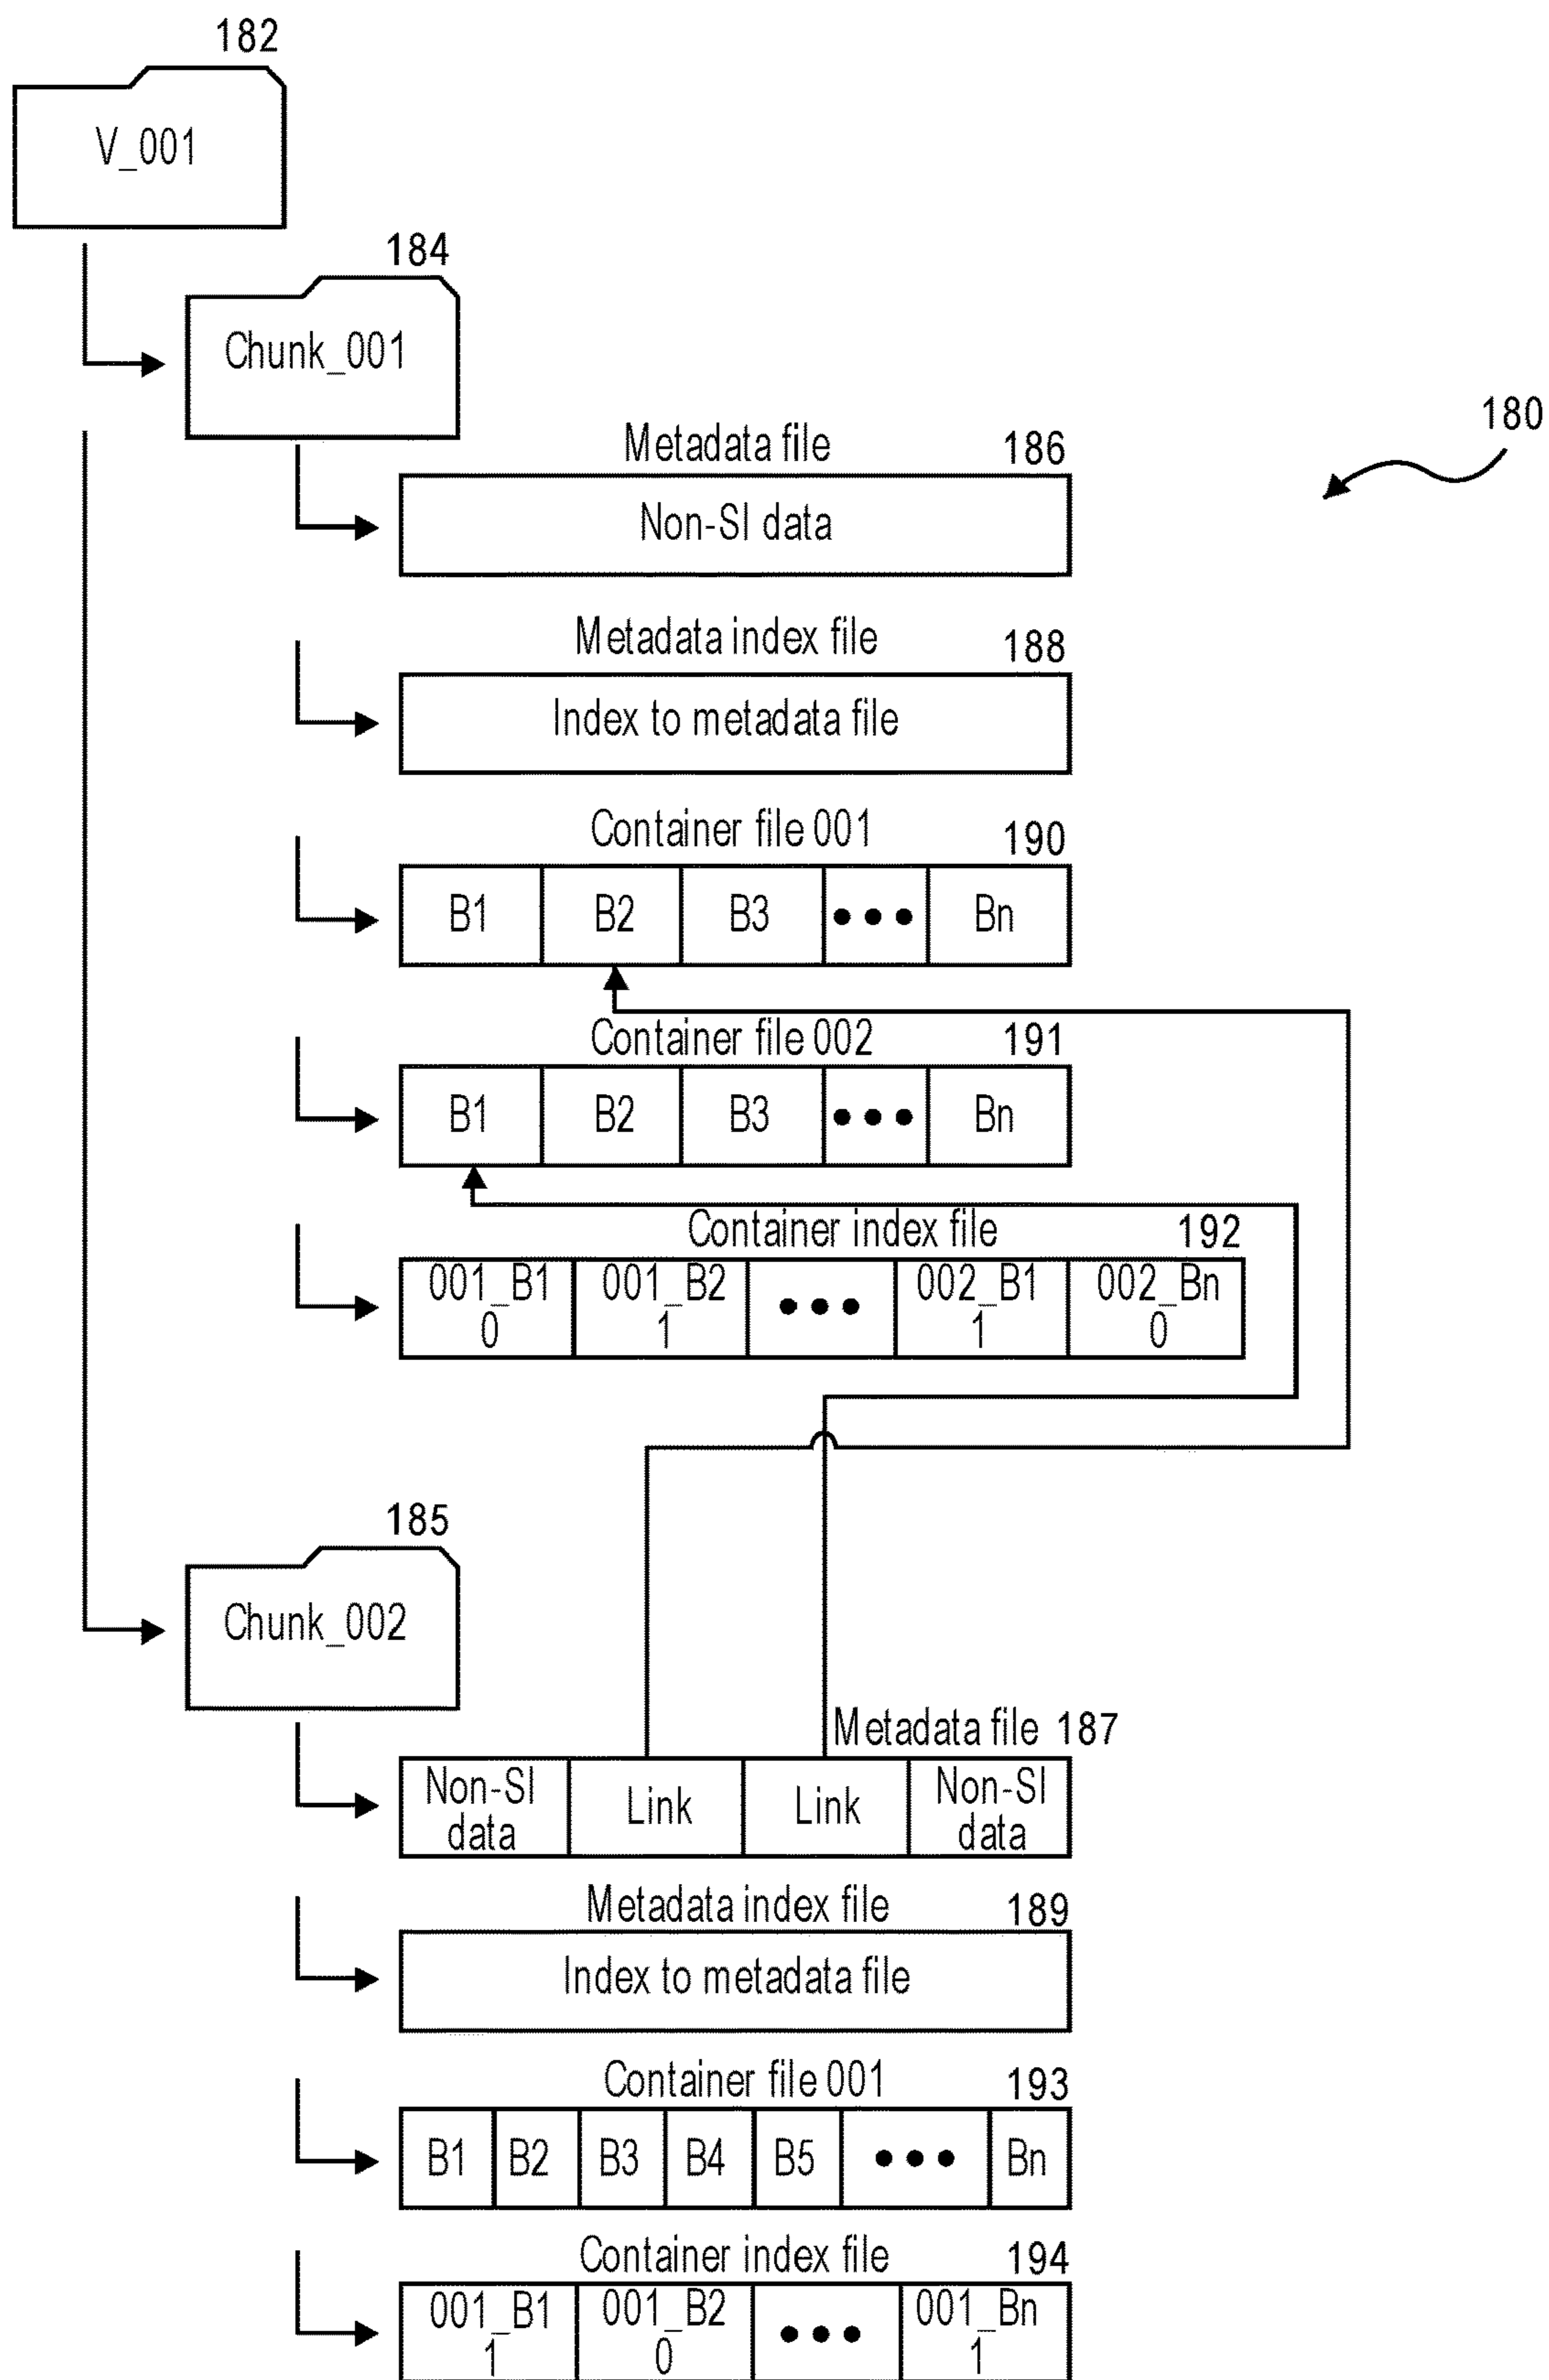 182
V_001
184
Chunk_001
180
Metadata file 186
Non-SI data
Metadata index file 188
Index to metadata file
Container file 001 190
B1 B2 B3 ●●● Bn
Container file 002 191
B1 B2 B3 ●●● Bn
Container index file 192
001_B1 001_B2 ●●● 002_B1 002_Bn
0 1 1 0
185
Chunk_002
Metadata file 187
Non-SI Link Link Non-SI
data data
Metadata index file 189
Index to metadata file
Container file 001 193
B1 B2 B3 B4 B5 ●●● Bn
Container index file 194
001_B1 001_B2 ●●● 001_Bn
1 0 1